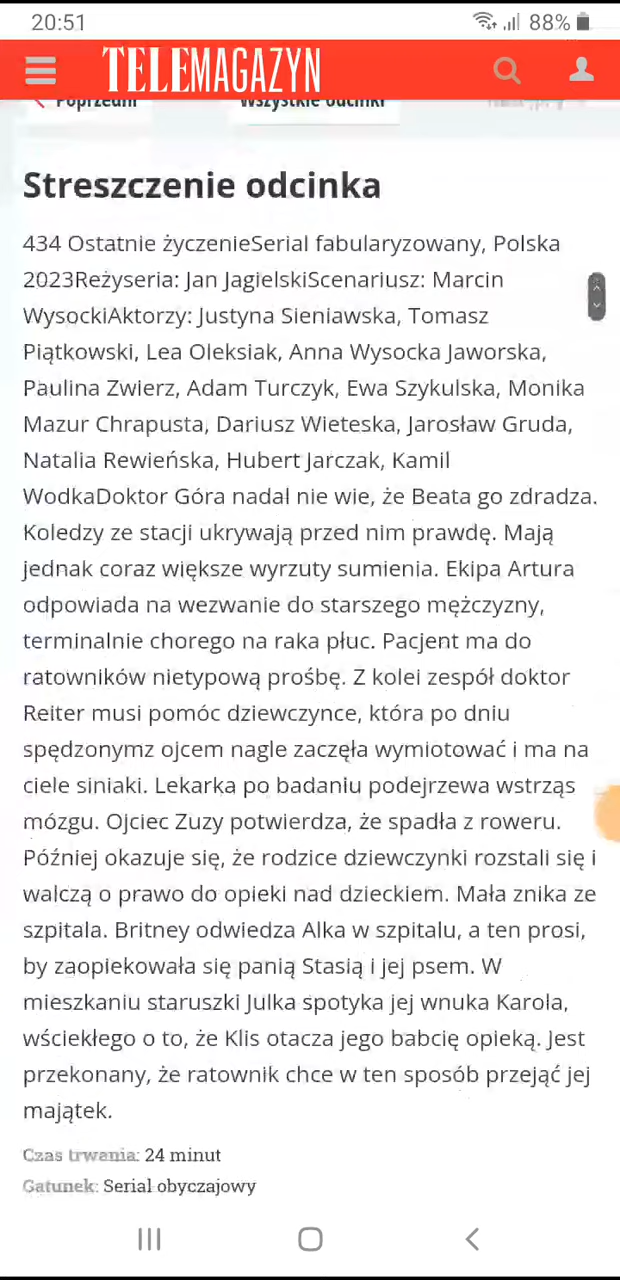 20:51
88%
TELEMAGAZYN
Poprzedni
Wszystkie odcinki
Streszczenie odcinka
434 Ostatnie życzenieSerial fabularyzowany, Polska
2023Reżyseria: Jan JagielskiScenariusz: Marcin
WysockiAktorzy: Justyna Sieniawska, Tomasz
Piątkowski, Lea Oleksiak, Anna Wysocka Jaworska,
Paulina Zwierz, Adam Turczyk, Ewa Szykulska, Monika
Mazur Chrapusta, Dariusz Wieteska, Jarosław Gruda,
Natalia Rewieńska, Hubert Jarczak, Kamil
WodkaDoktor Góra nadal nie wie, że Beata go zdradza.
Koledzy ze stacji ukrywają przed nim prawdę. Mają
jednak coraz większe wyrzuty sumienia. Ekipa Artura
odpowiada na wezwanie do starszego mężczyzny,
terminalnie chorego na raka płuc. Pacjent ma do
ratowników nietypową prośbę. Z kolei zespół doktor
Reiter musi pomóc dziewczynce, która po dniu
spędzonymz ojcem nagle zaczęła wymiotować i ma na
ciele siniaki. Lekarka po badaniu podejrzewa wstrząs
mózgu. Ojciec Zuzy potwierdza, że spadła z roweru.
Później okazuje się, że rodzice dziewczynki rozstali się i
walczą o prawo do opieki nad dzieckiem. Mała znika ze
szpitala. Britney odwiedza Alka w szpitalu, a ten prosi,
by zaopiekowała się panią Stasią i jej psem. W
mieszkaniu staruszki Julka spotyka jej wnuka Karola,
wściekłego o to, że Klis otacza jego babcię opieką. Jest
przekonany, że ratownik chce w ten sposób przejąć jej
majątek.
Czas trwania: 24 minut
Gatunek: Serial obyczajowy